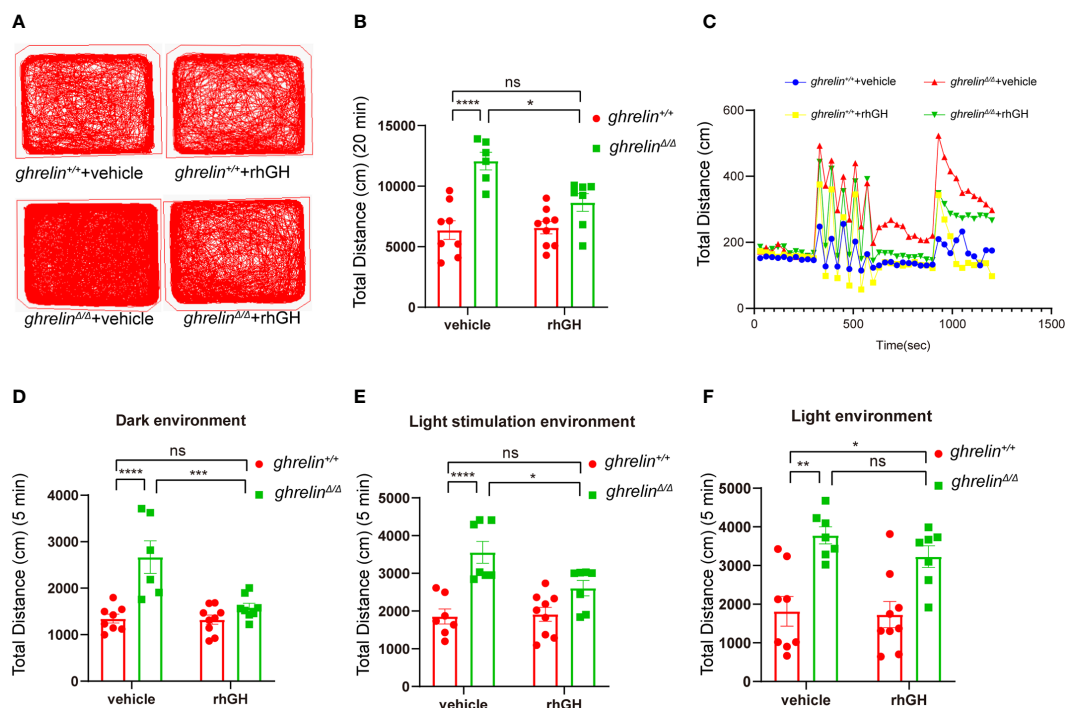 A
ghrelin+/++vehicle
ghrelin+/++rhGH
ghrelinΔ/Δ+vehicle
ghrelinΔ/Δ+rhGH
B
ns
**** *
ghrelin+/+
ghrelinΔ/Δ
Total Distance (cm) (20 min)
15000
10000
5000
0
vehicle rhGH
C
ghrelin+/++vehicle ghrelinΔ/Δ+vehicle
ghrelin+/++rhGH ghrelinΔ/Δ+rhGH
Total Distance (cm)
600
400
200
0
0 500 1000 1500
Time(sec)
D
Dark environment
ns
**** ***
ghrelin+/+
ghrelinΔ/Δ
Total Distance (cm) (5 min)
4000
3000
2000
1000
0
vehicle rhGH
E
Light stimulation environment
ns
**** *
ghrelin+/+
ghrelinΔ/Δ
Total Distance (cm) (5 min)
5000
4000
3000
2000
1000
0
vehicle rhGH
F
Light environment
*
** ns
ghrelin+/+
ghrelinΔ/Δ
Total Distance (cm) (5 min)
5000
4000
3000
2000
1000
0
vehicle rhGH